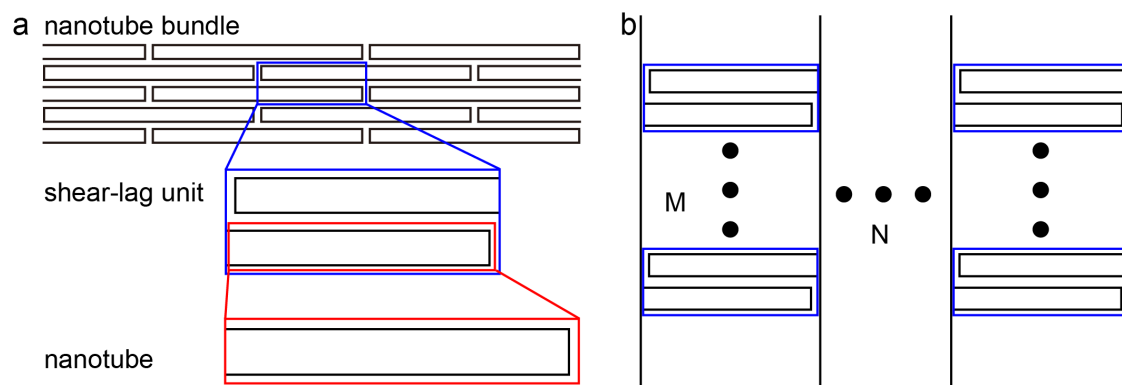 a nanotube bundle
shear-lag unit
nanotube
b
M
N